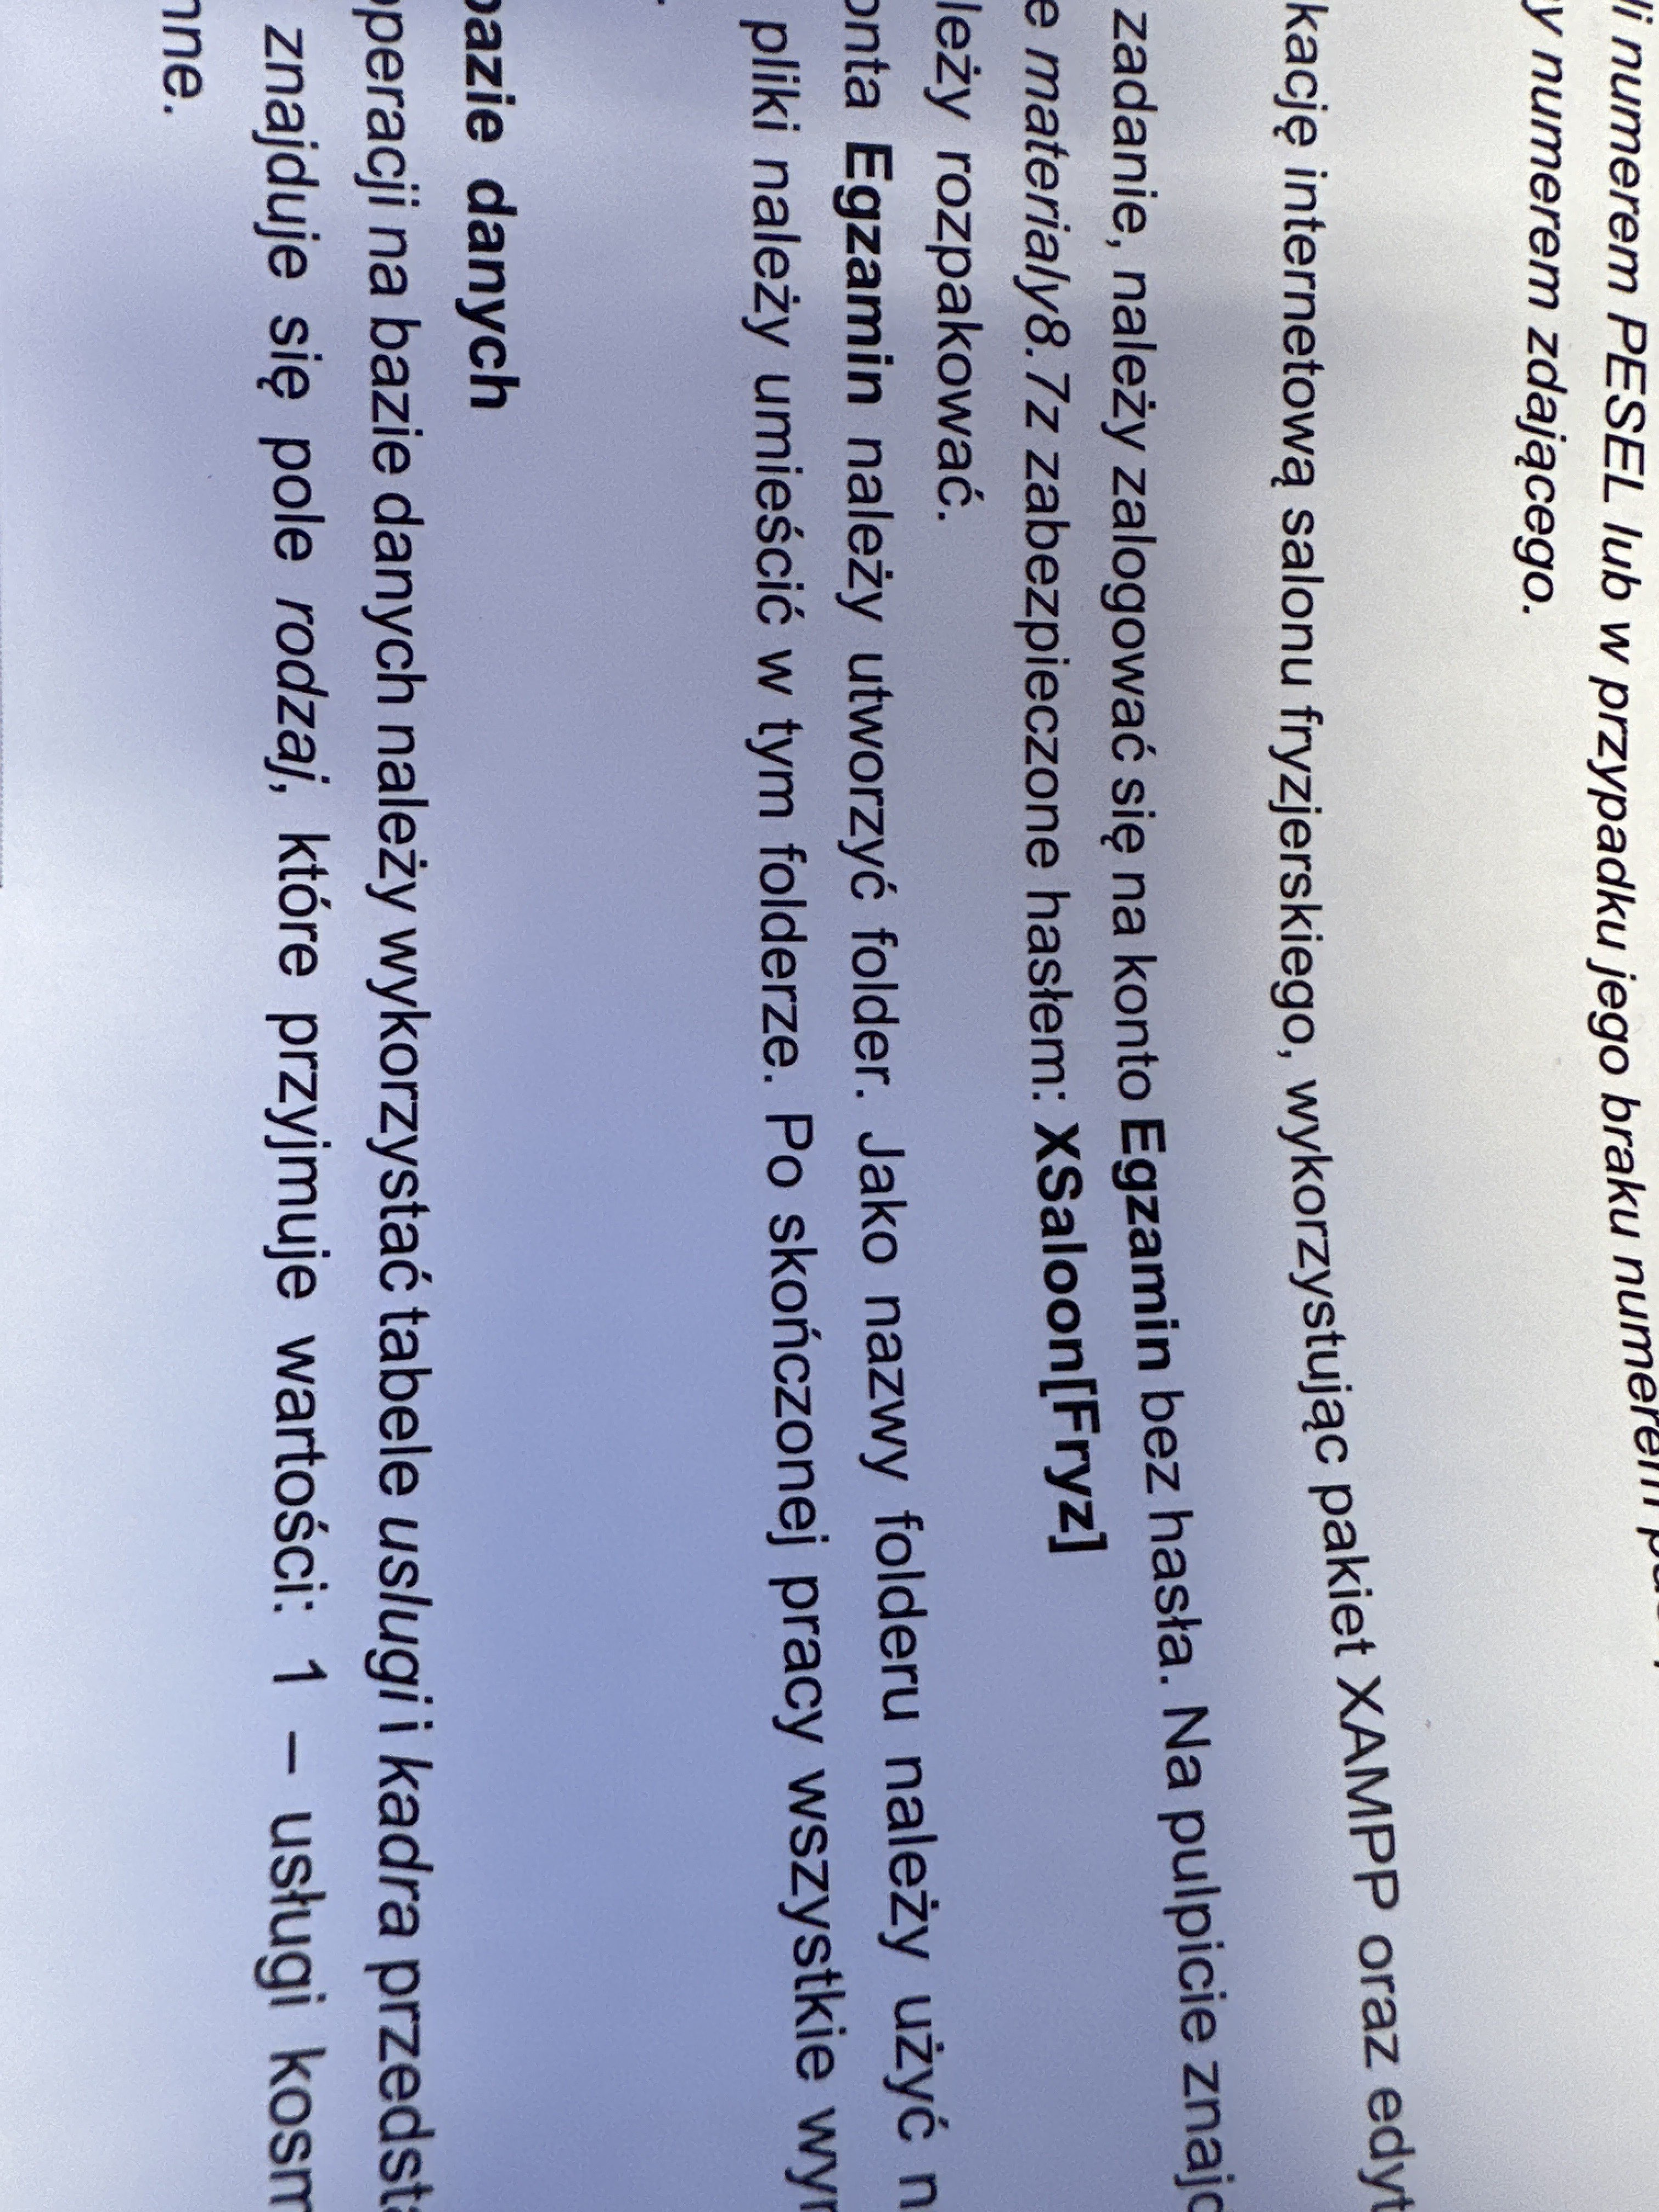 numerem PESEL lub w przypadku jego braku numerem
numerem zdającego.
kację internetową salonu fryzjerskiego, wykorzystując pakiet XAMPP oraz edyt
zadanie, należy zalogować się na konto Egzamin bez hasła. Na pulpicie znajd
e materialy8.7z zabezpieczone hasłem: XSaloon[Fryz]
leży rozpakować.
onta Egzamin należy utworzyć folder. Jako nazwy folderu należy użyć n
pliki należy umieścić w tym folderze. Po skończonej pracy wszystkie wyn
bazie danych
operacji na bazie danych należy wykorzystać tabele uslugi i kadra przedsta
znajduje się pole rodzaj, które przyjmuje wartości: 1 – usługi kosm
nne.